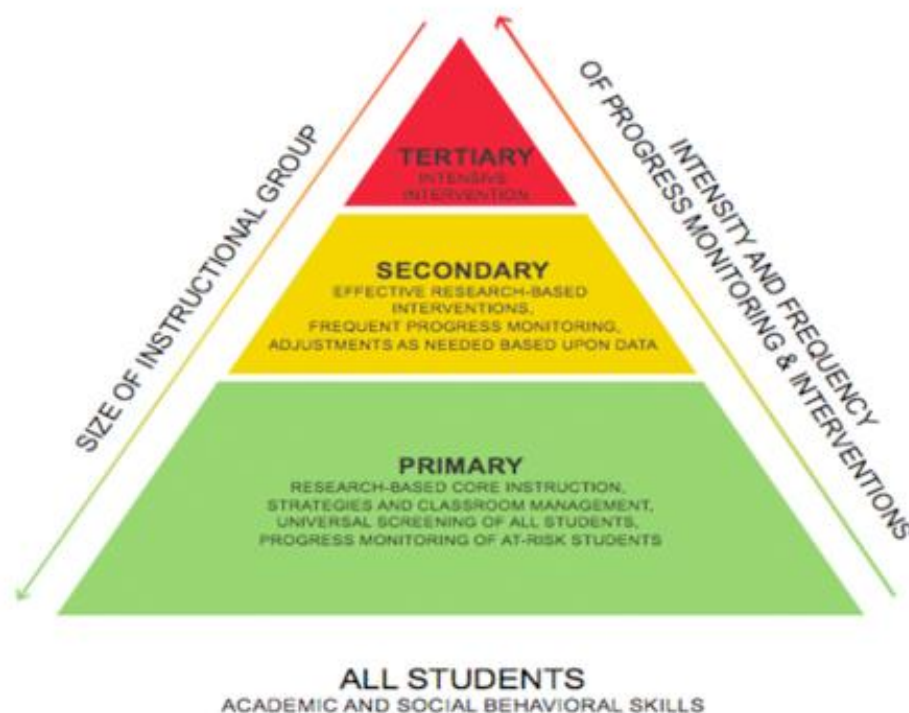 SIZE OF INSTRUCTIONAL GROUP
INTENSITY AND FREQUENCY
OF PROGRESS MONITORING & INTERVENTIONS
TERTIARY
INTENSIVE
INTERVENTION
SECONDARY
EFFECTIVE RESEARCH-BASED
INTERVENTIONS,
FREQUENT PROGRESS MONITORING,
ADJUSTMENTS AS NEEDED BASED UPON DATA
PRIMARY
RESEARCH-BASED CORE INSTRUCTION,
STRATEGIES AND CLASSROOM MANAGEMENT,
UNIVERSAL SCREENING OF ALL STUDENTS,
PROGRESS MONITORING OF AT-RISK STUDENTS
ALL STUDENTS
ACADEMIC AND SOCIAL BEHAVIORAL SKILLS